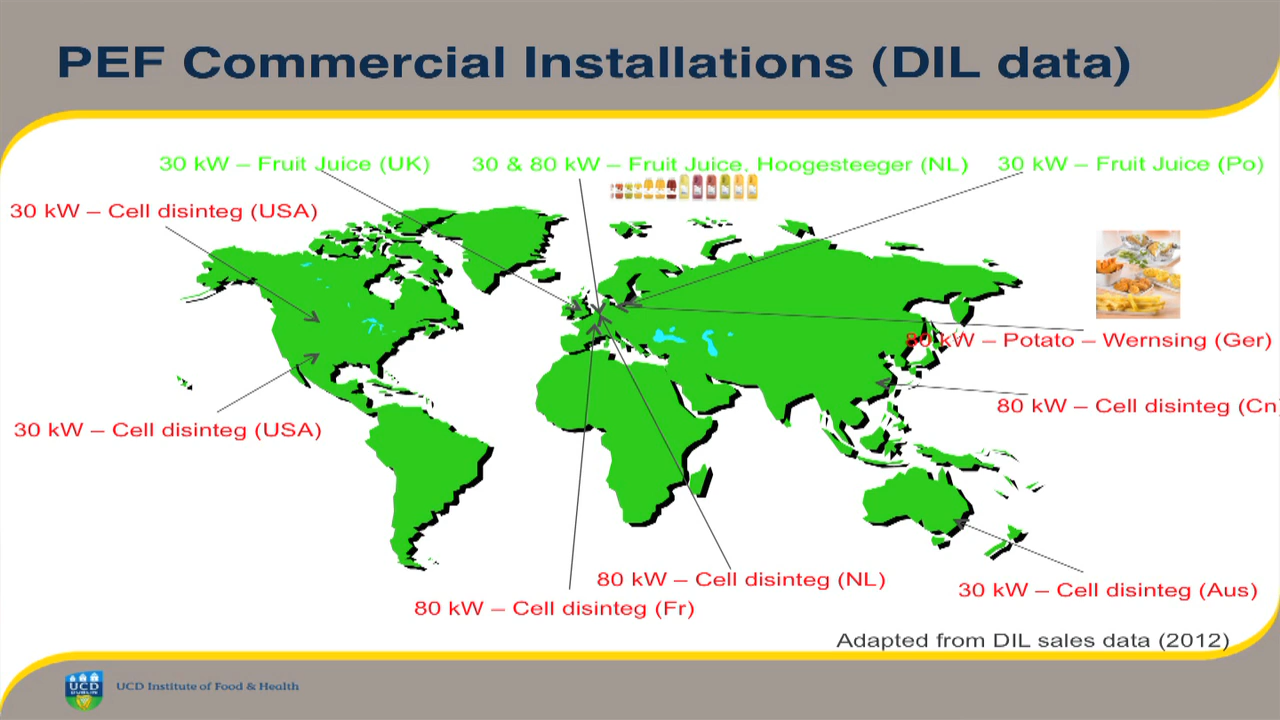 PEF Commercial Installations (DIL data)
30 kW – Fruit Juice (UK)
30 & 80 kW – Fruit Juice, Hoogesteeger (NL)
30 kW – Fruit Juice (Po)
30 kW – Cell disinteg (USA)
80 kW – Potato – Wernsing (Ger)
80 kW – Cell disinteg (Cn)
30 kW – Cell disinteg (USA)
80 kW – Cell disinteg (NL)
30 kW – Cell disinteg (Aus)
80 kW – Cell disinteg (Fr)
Adapted from DIL sales data (2012)
UCD
DUBLIN
UCD Institute of Food & Health